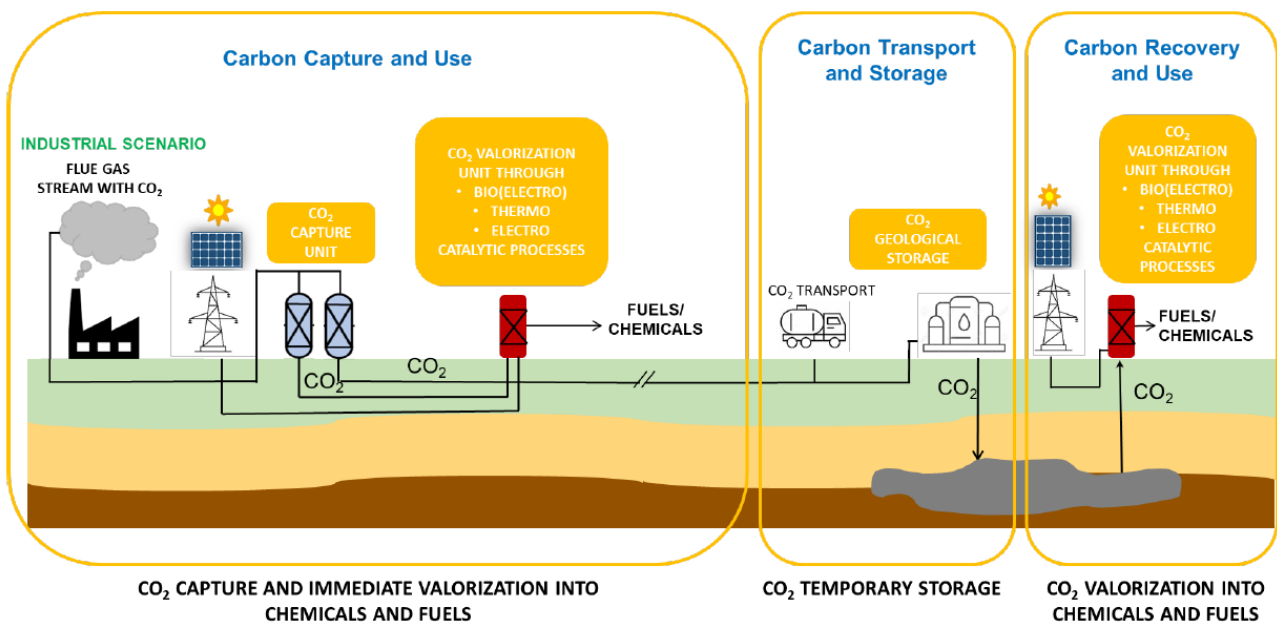 Carbon Capture and Use
INDUSTRIAL SCENARIO
FLUE GAS
STREAM WITH CO₂
CO₂
CAPTURE
UNIT
CO₂ VALORIZATION
UNIT THROUGH
• BIO(ELECTRO)
• THERMO
• ELECTRO
CATALYTIC PROCESSES
FUELS/
CHEMICALS
CO₂
CO₂
CO₂ CAPTURE AND IMMEDIATE VALORIZATION INTO
CHEMICALS AND FUELS
Carbon Transport
and Storage
CO₂
GEOLOGICAL
STORAGE
CO₂ TRANSPORT
CO₂
CO₂ TEMPORARY STORAGE
Carbon Recovery
and Use
CO₂
VALORIZATION
UNIT THROUGH
• BIO(ELECTRO)
• THERMO
• ELECTRO
CATALYTIC
PROCESSES
FUELS/
CHEMICALS
CO₂
CO₂ VALORIZATION INTO
CHEMICALS AND FUELS